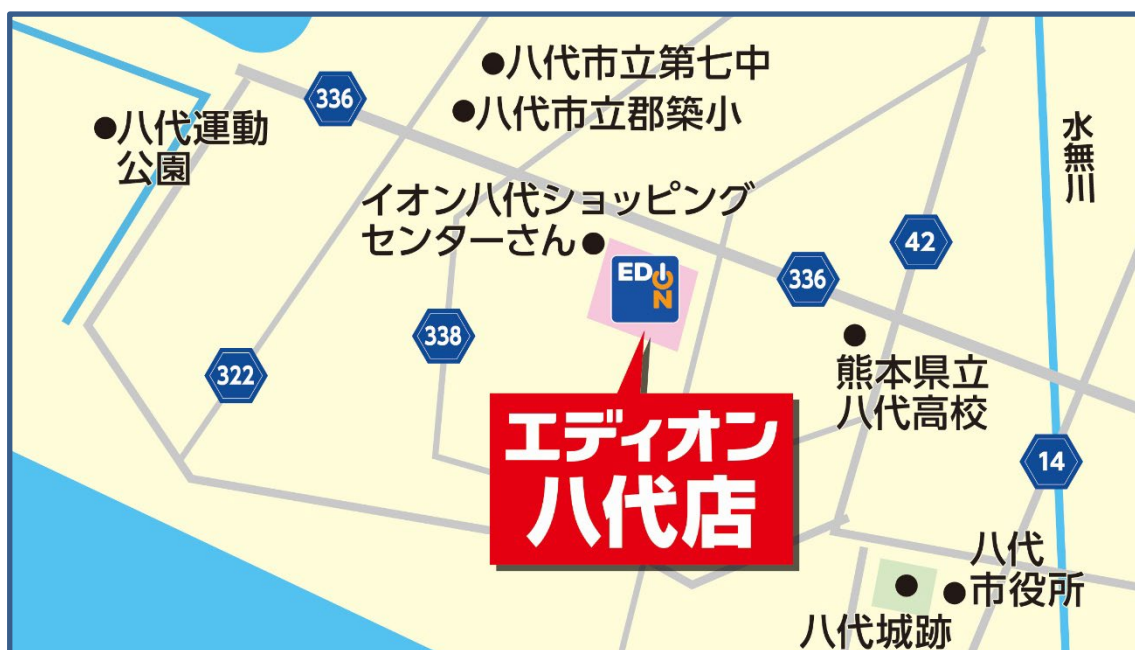 八代市立第七中
336
八代市立郡築小
八代運動
公園
水無川
イオン八代ショッピング
センターさん
42
EDION
336
338
322
熊本県立
八代高校
エディオン
八代店
14
八代
市役所
八代城跡